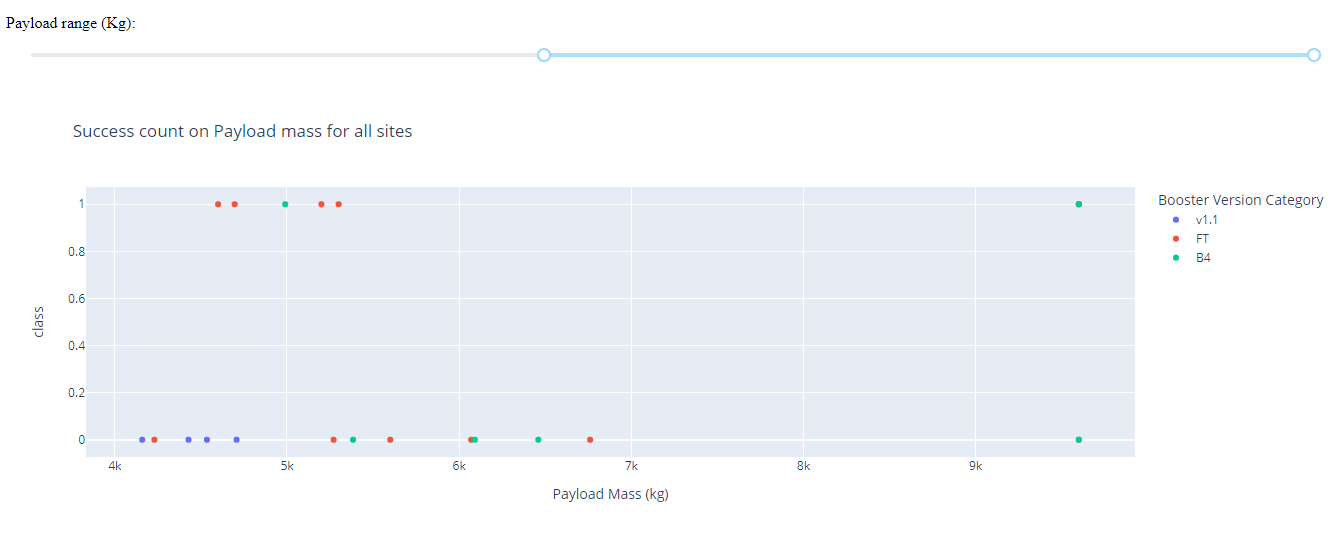 Payload range (Kg):
Success count on Payload mass for all sites
Booster Version Category
v1.1
FT
B4
1
0.8
0.6
0.4
0.2
0
class
4k 5k 6k 7k 8k 9k
Payload Mass (kg)